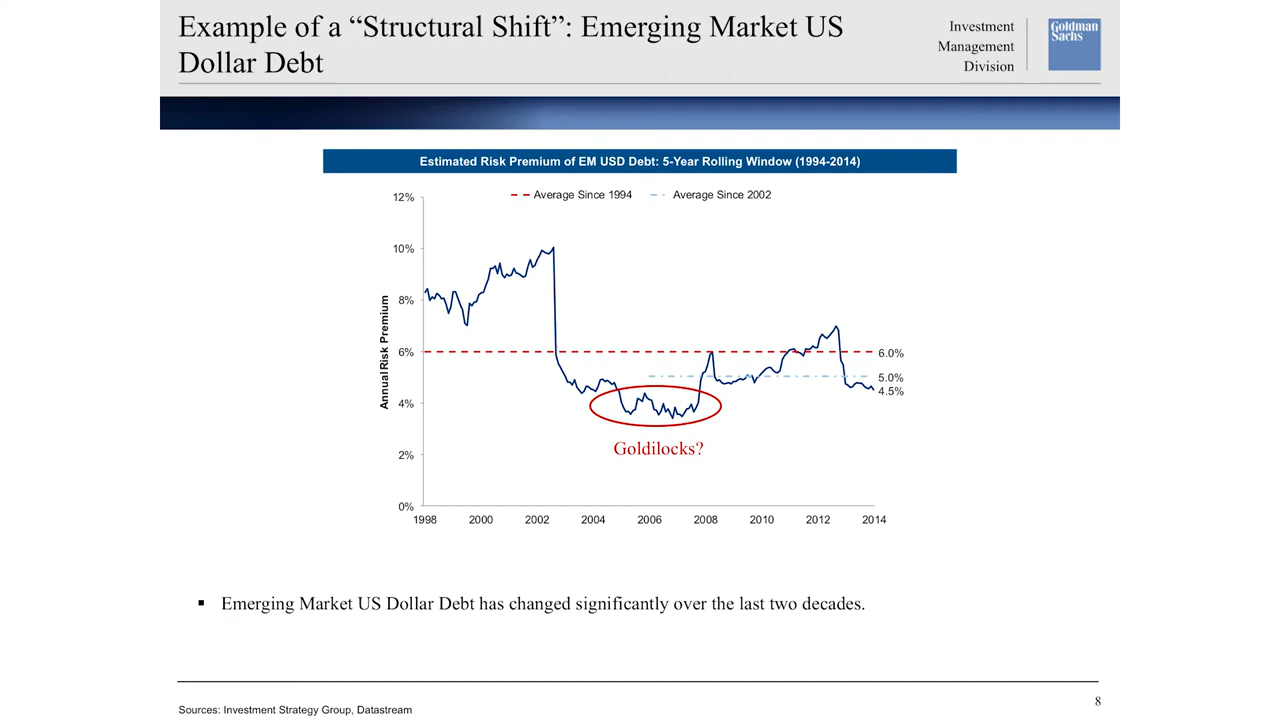 Example of a “Structural Shift”: Emerging Market US
Dollar Debt
Investment
Management
Division
Goldman
Sachs
Estimated Risk Premium of EM USD Debt: 5-Year Rolling Window (1994-2014)
Average Since 1994
Average Since 2002
Annual Risk Premium
12%
10%
8%
6%
4%
2%
0%
6.0%
5.0%
4.5%
Goldilocks?
1998 2000 2002 2004 2006 2008 2010 2012 2014
▪ Emerging Market US Dollar Debt has changed significantly over the last two decades.
8
Sources: Investment Strategy Group, Datastream